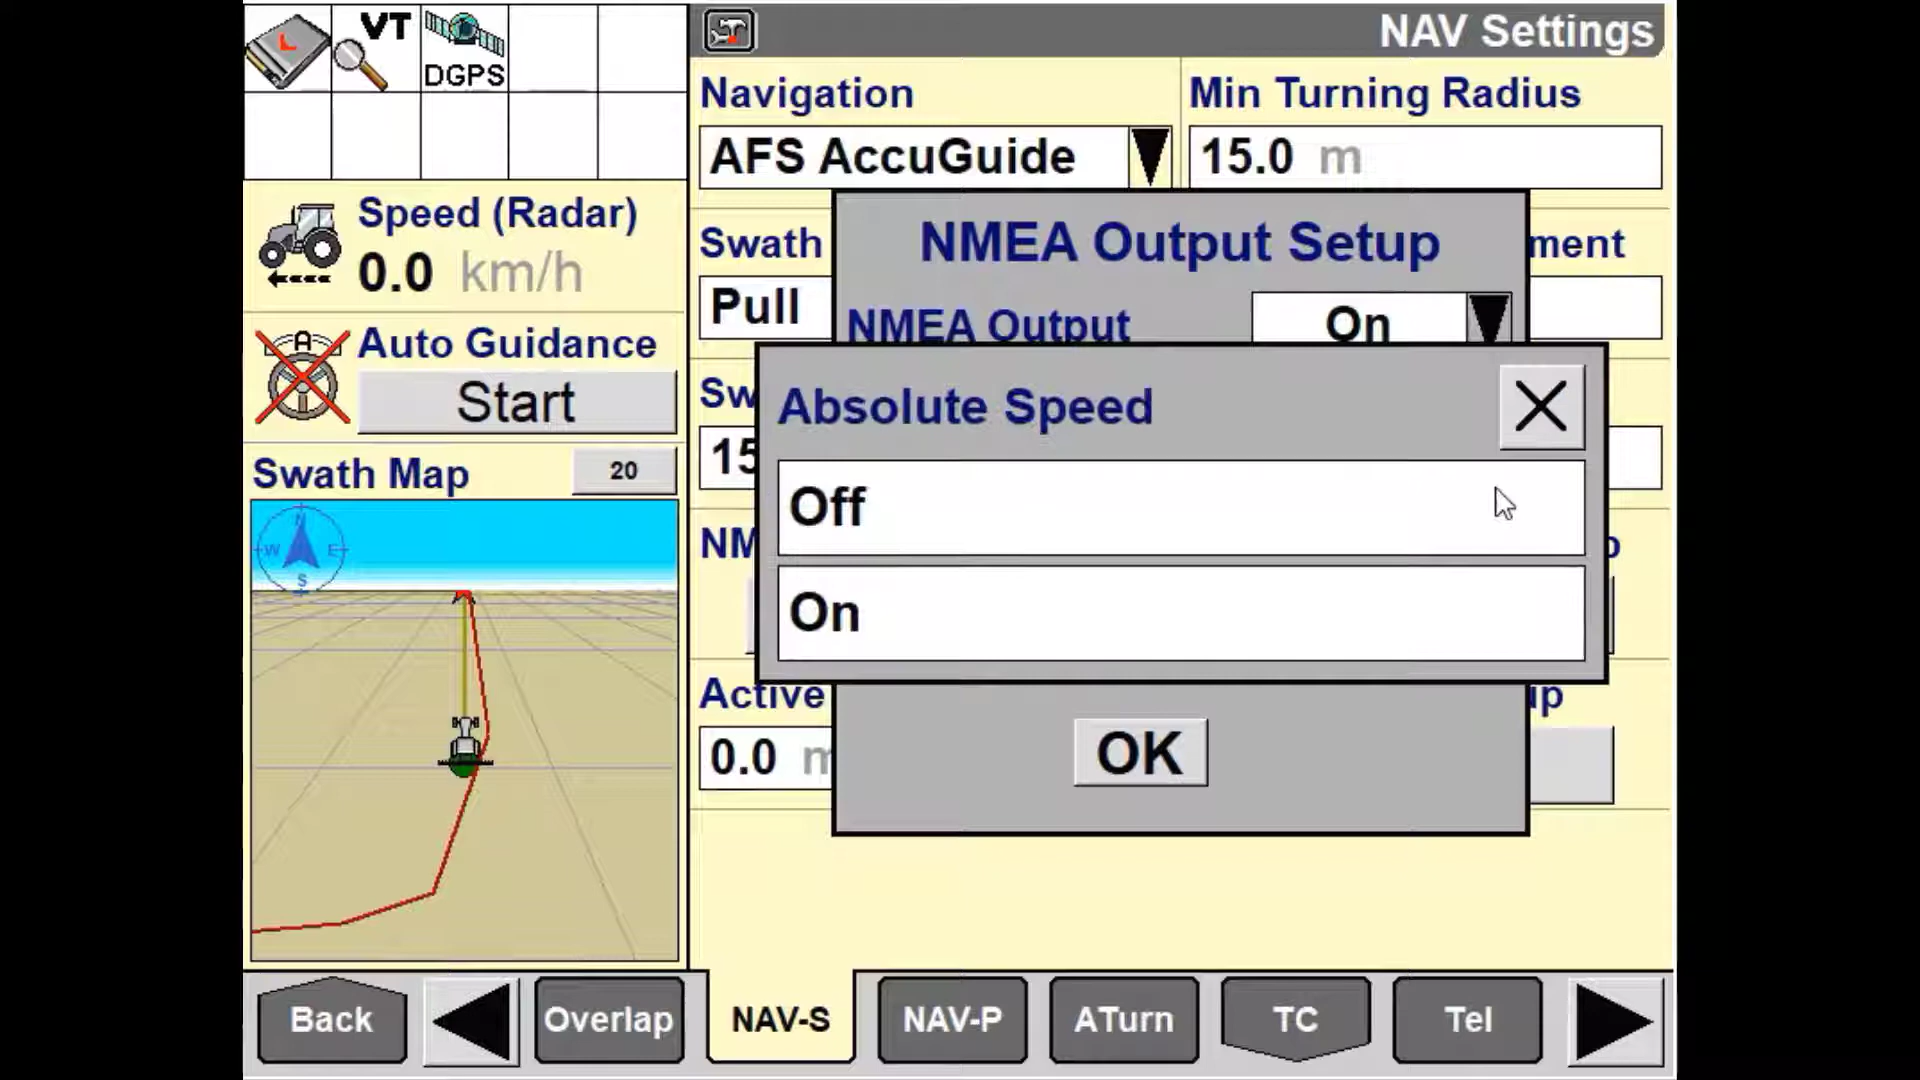 VT
DGPS
Speed (Radar)
0.0 km/h
A
Auto Guidance
Start
Swath Map
20
N
W E
S
NAV Settings
Navigation
Min Turning Radius
AFS AccuGuide
15.0 m
Swath
ment
Pull
NMEA Output Setup
NMEA Output
On
Sw
15
Absolute Speed
Off
On
NM
Active
0.0 m
OK
Back
Overlap
NAV-S
NAV-P
ATurn
TC
Tel